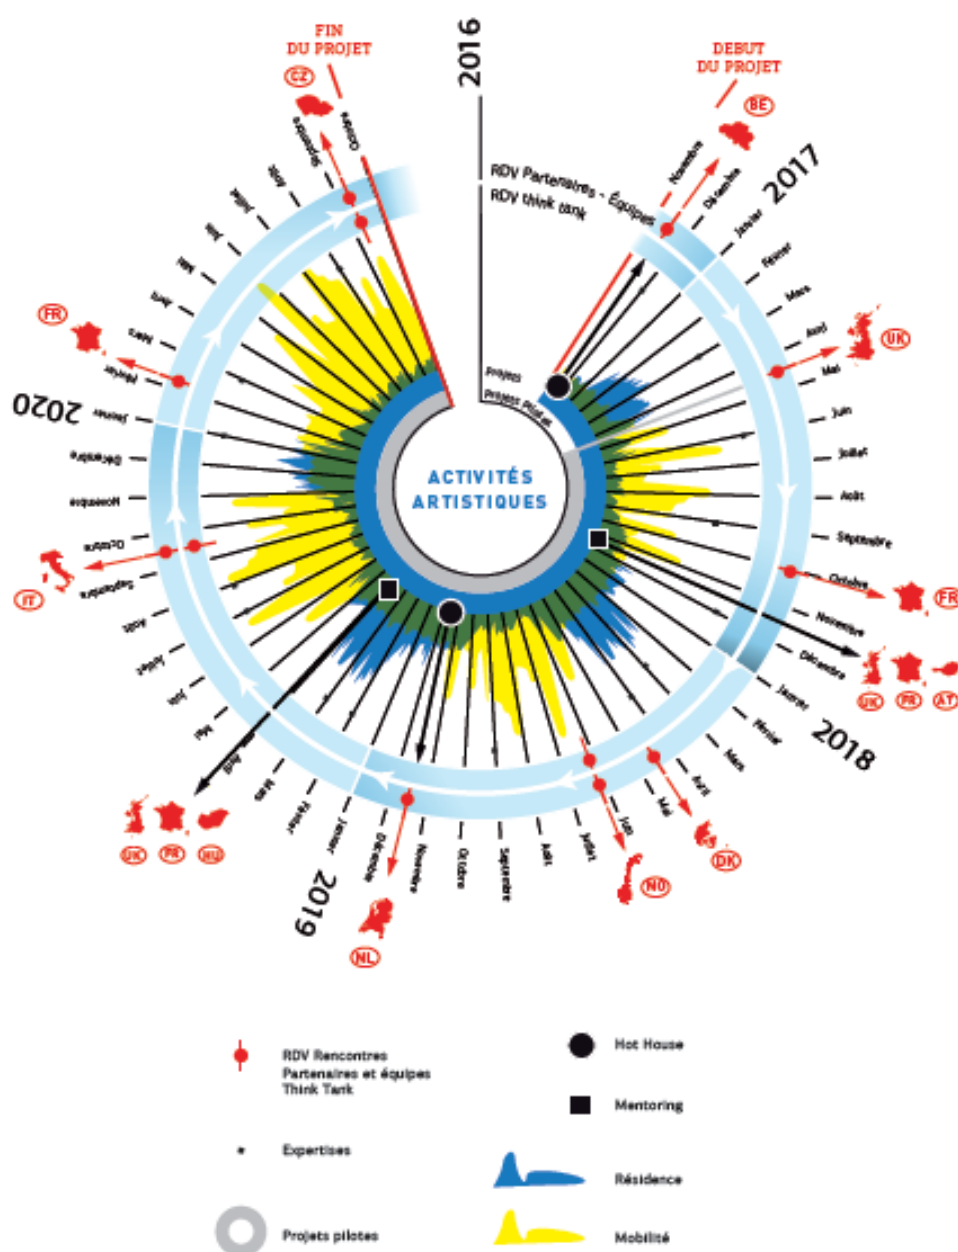 2016
FIN
DU PROJET
DEBUT
DU PROJET
CZ
BE
2017
RDV Partenaires - Équipes
RDV think tank
Novembre
Décembre
Janvier
Février
Mars
Avril
Mai
Juin
Juillet
Août
Septembre
Octobre
Novembre
Décembre
UK
FR
UK
FR
AT
2018
Janvier
Février
Mars
Avril
Mai
Juin
Juillet
Août
Septembre
Octobre
Novembre
Décembre
DK
NO
NL
2019
Janvier
Février
Mars
Avril
Mai
Juin
Juillet
Août
Septembre
Octobre
Novembre
Décembre
UK
FR
HU
IT
2020
Janvier
Février
Mars
Avril
Mai
Juin
Juillet
Août
Septembre
Octobre
FR
Projets
Projets Pilotes
ACTIVITÉS
ARTISTIQUES
RDV Rencontres
Partenaires et équipes
Think Tank
Expertises
Projets pilotes
Hot House
Mentoring
Résidence
Mobilité